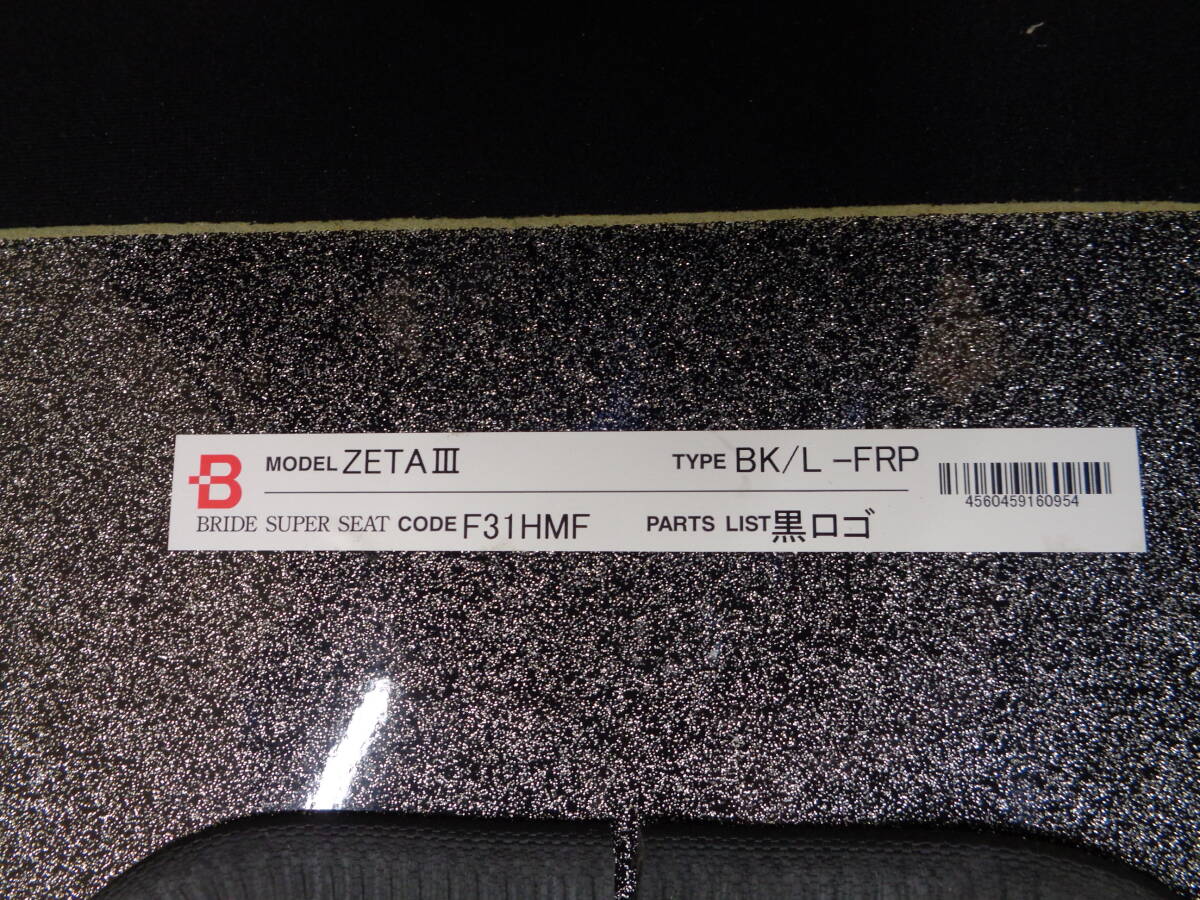 B MODEL ZETAⅢ TYPE BK/L -FRP
4560459160954
BRIDE SUPER SEAT CODE F31HMF PARTS LIST 黒ロゴ